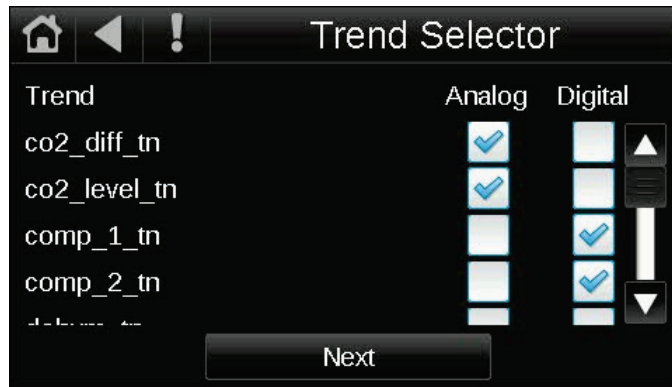 Trend Selector
Trend Analog Digital
co2_diff_tn
co2_level_tn
comp_1_tn
comp_2_tn
Next